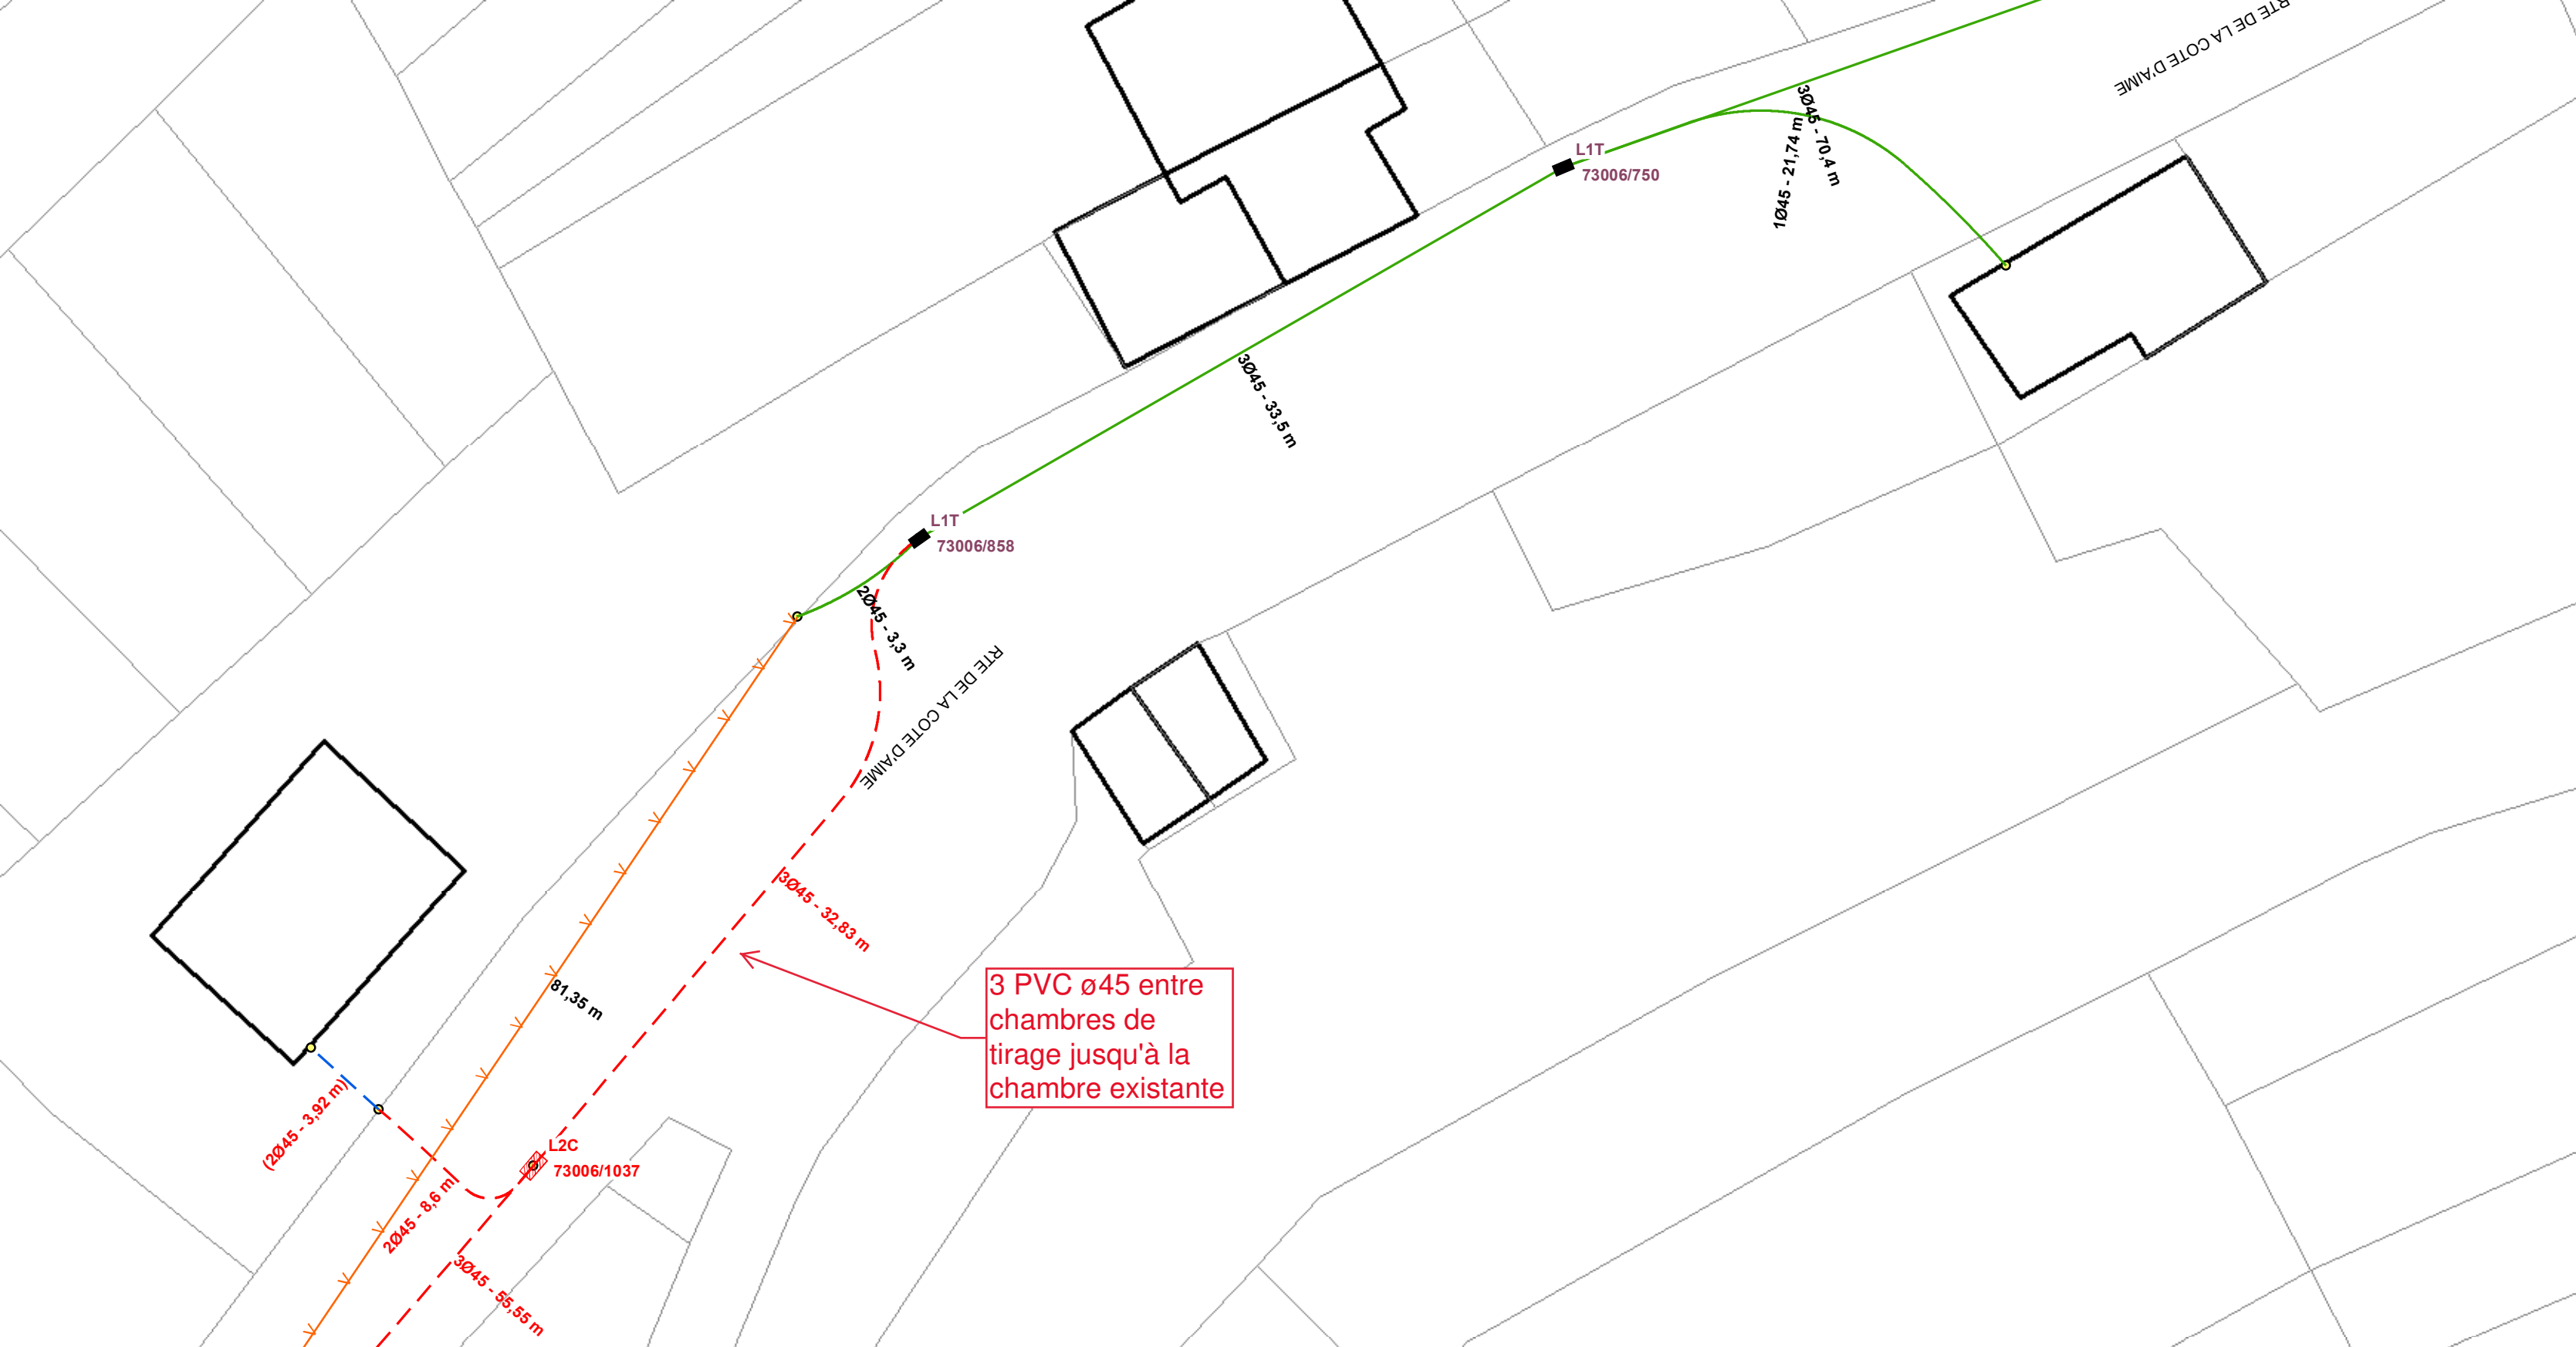 RTE DE LA COTE D'AIME
3Ø45 - 70,4 m
1Ø45 - 21,74 m
L1T
73006/750
3Ø45 - 33,5 m
L1T
73006/858
2Ø45 - 3,3 m
RTE DE LA COTE D'AIME
3Ø45 - 32,83 m
81,35 m
3 PVC ø45 entre
chambres de
tirage jusqu'à la
chambre existante
(2Ø45 - 3,92 m)
L2C
73006/1037
2Ø45 - 8,6 m
3Ø45 - 55,55 m